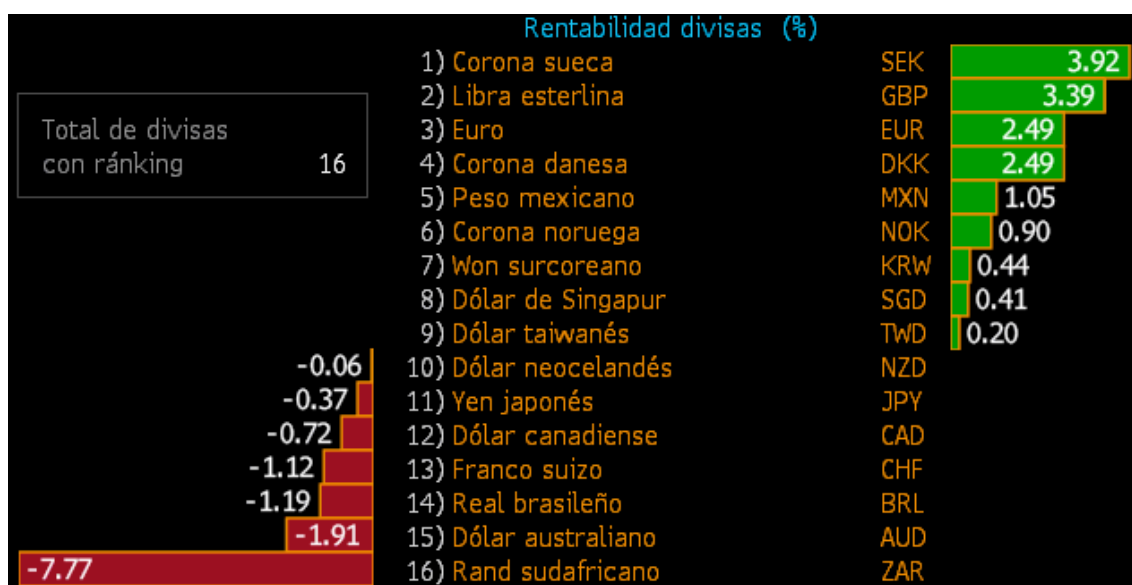 Rentabilidad divisas (%)
1) Corona sueca SEK 3.92
2) Libra esterlina GBP 3.39
Total de divisas
con ránking 16
3) Euro EUR 2.49
4) Corona danesa DKK 2.49
5) Peso mexicano MXN 1.05
6) Corona noruega NOK 0.90
7) Won surcoreano KRW 0.44
8) Dólar de Singapur SGD 0.41
9) Dólar taiwanés TWD 0.20
-0.06 10) Dólar neocelandés NZD
-0.37 11) Yen japonés JPY
-0.72 12) Dólar canadiense CAD
-1.12 13) Franco suizo CHF
-1.19 14) Real brasileño BRL
-1.91 15) Dólar australiano AUD
-7.77 16) Rand sudafricano ZAR